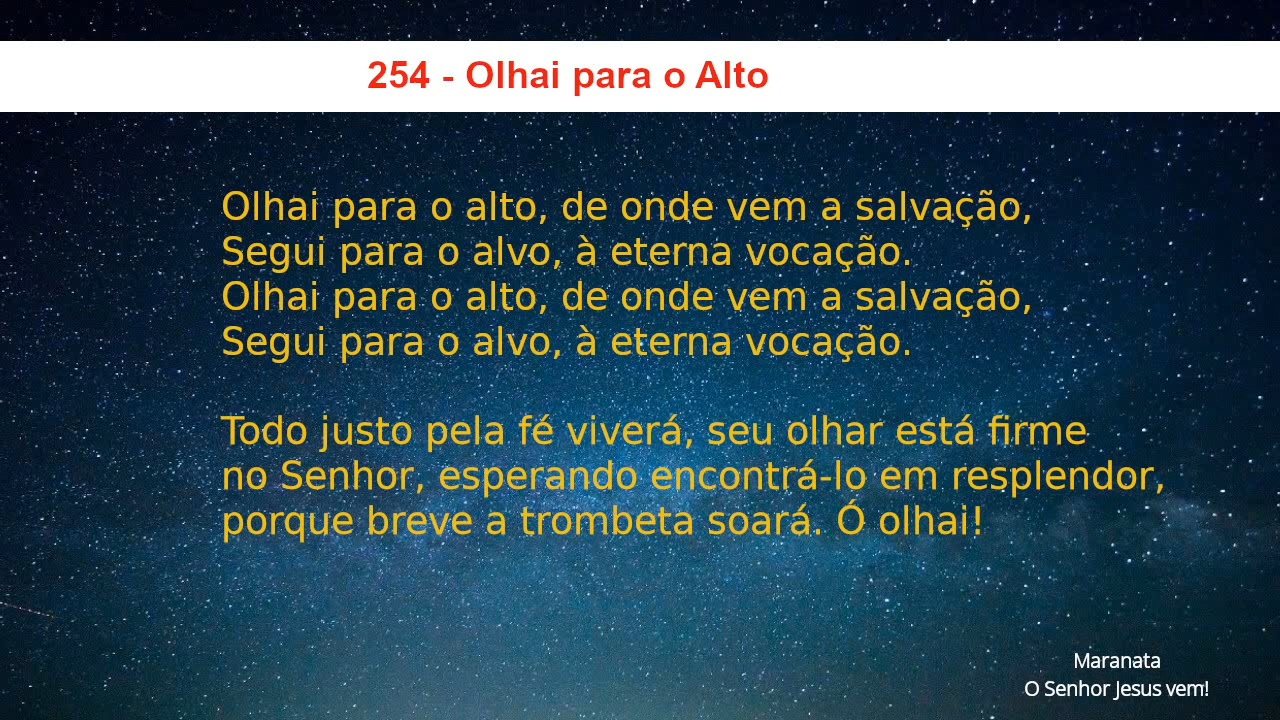 254 - Olhai para o Alto
Olhai para o alto, de onde vem a salvação,
Segui para o alvo, à eterna vocação.
Olhai para o alto, de onde vem a salvação,
Segui para o alvo, à eterna vocação.
Todo justo pela fé viverá, seu olhar está firme
no Senhor, esperando encontrá-lo em resplendor,
porque breve a trombeta soará. Ó olhai!
Maranata
O Senhor Jesus vem!